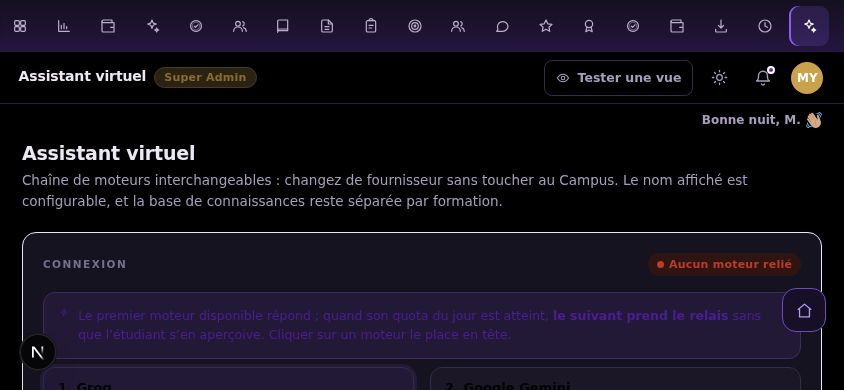 Assistant virtuel
Super Admin
Tester une vue
MY
Bonne nuit, M. 👋🏽
Assistant virtuel
Chaîne de moteurs interchangeables : changez de fournisseur sans toucher au Campus. Le nom affiché est
configurable, et la base de connaissances reste séparée par formation.
CONNEXION
Aucun moteur relié
Le premier moteur disponible répond ; quand son quota du jour est atteint, le suivant prend le relais sans
que l’étudiant s’en aperçoive. Cliquer sur un moteur le place en tête.
N
1. Groq
2. Google Gemini